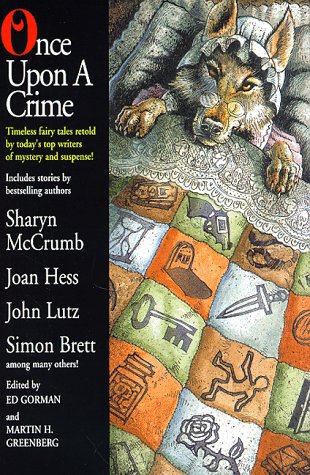 Once
Upon A
Crime
Timeless fairy tales retold
by today's top writers
of mystery and suspense!
Includes stories by
bestselling authors
Sharyn
McCrumb
Joan Hess
John Lutz
Simon Brett
among many others!
Edited by
ED GORMAN
and
MARTIN H.
GREENBERG